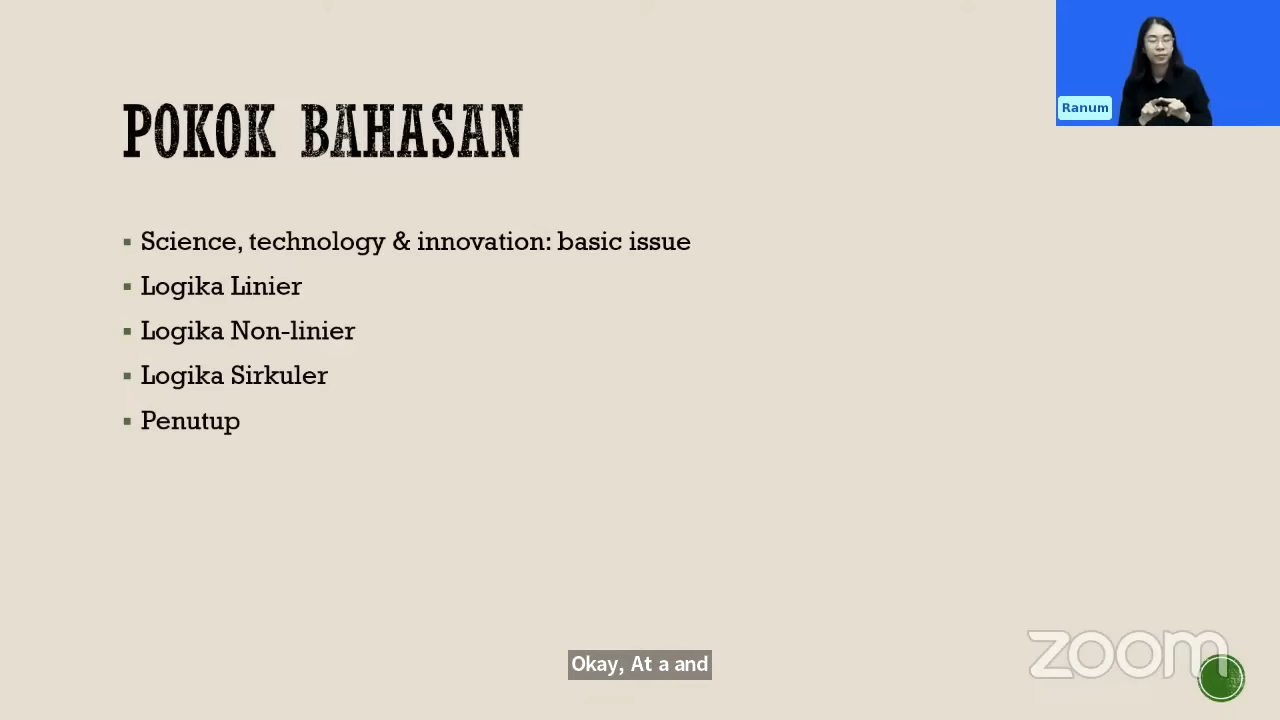 POKOK BAHASAN
Ranum
Science, technology & innovation: basic issue
Logika Linier
Logika Non-linier
Logika Sirkuler
Penutup
Okay, At a and
zoom